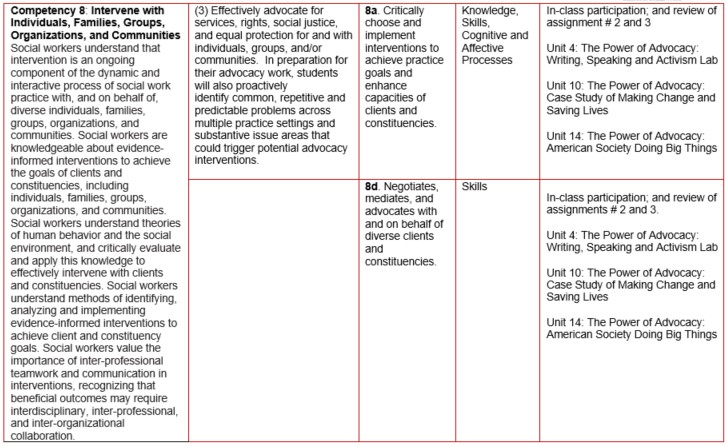 Competency 8: Intervene with
Individuals, Families, Groups,
Organizations, and Communities
Social workers understand that
intervention is an ongoing
component of the dynamic and
interactive process of social work
practice with, and on behalf of,
diverse individuals, families,
groups, organizations, and
communities. Social workers are
knowledgeable about evidence-
informed interventions to achieve
the goals of clients and
constituencies, including
individuals, families, groups,
organizations, and communities.
Social workers understand theories
of human behavior and the social
environment, and critically evaluate
and apply this knowledge to
effectively intervene with clients
and constituencies. Social workers
understand methods of identifying,
analyzing and implementing
evidence-informed interventions to
achieve client and constituency
goals. Social workers value the
importance of inter-professional
teamwork and communication in
interventions, recognizing that
beneficial outcomes may require
interdisciplinary, inter-professional,
and inter-organizational
collaboration.
(3) Effectively advocate for
services, rights, social justice,
and equal protection for and with
individuals, groups, and/or
communities.  In preparation for
their advocacy work, students
will also proactively
identify common, repetitive and
predictable problems across
multiple practice settings and
substantive issue areas that
could trigger potential advocacy
interventions.
8a. Critically
choose and
implement
interventions to
achieve practice
goals and
enhance
capacities of
clients and
constituencies.
Knowledge,
Skills,
Cognitive and
Affective
Processes
In-class participation; and review of
assignment # 2 and 3
Unit 4: The Power of Advocacy:
Writing, Speaking and Activism Lab
Unit 10: The Power of Advocacy:
Case Study of Making Change and
Saving Lives
Unit 14: The Power of Advocacy:
American Society Doing Big Things
8d. Negotiates,
mediates, and
advocates with
and on behalf of
diverse clients
and
constituencies.
Skills
In-class participation; and review of
assignments # 2 and 3.
Unit 4: The Power of Advocacy:
Writing, Speaking and Activism Lab
Unit 10: The Power of Advocacy:
Case Study of Making Change and
Saving Lives
Unit 14: The Power of Advocacy:
American Society Doing Big Things